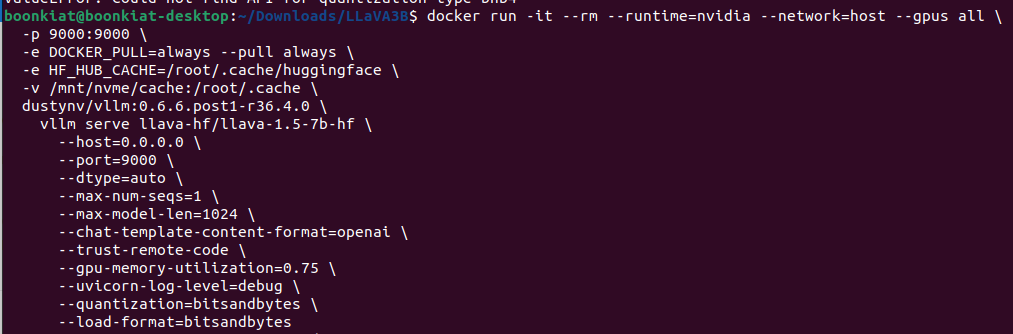 ValueError: Could not find API for quantization type BnB4
boonkiat@boonkiat-desktop:~/Downloads/LLaVA3B$ docker run -it --rm --runtime=nvidia --network=host --gpus all \
-p 9000:9000 \
-e DOCKER_PULL=always --pull always \
-e HF_HUB_CACHE=/root/.cache/huggingface \
-v /mnt/nvme/cache:/root/.cache \
dustynv/vllm:0.6.6.post1-r36.4.0 \
vllm serve llava-hf/llava-1.5-7b-hf \
--host=0.0.0.0 \
--port=9000 \
--dtype=auto \
--max-num-seqs=1 \
--max-model-len=1024 \
--chat-template-content-format=openai \
--trust-remote-code \
--gpu-memory-utilization=0.75 \
--uvicorn-log-level=debug \
--quantization=bitsandbytes \
--load-format=bitsandbytes